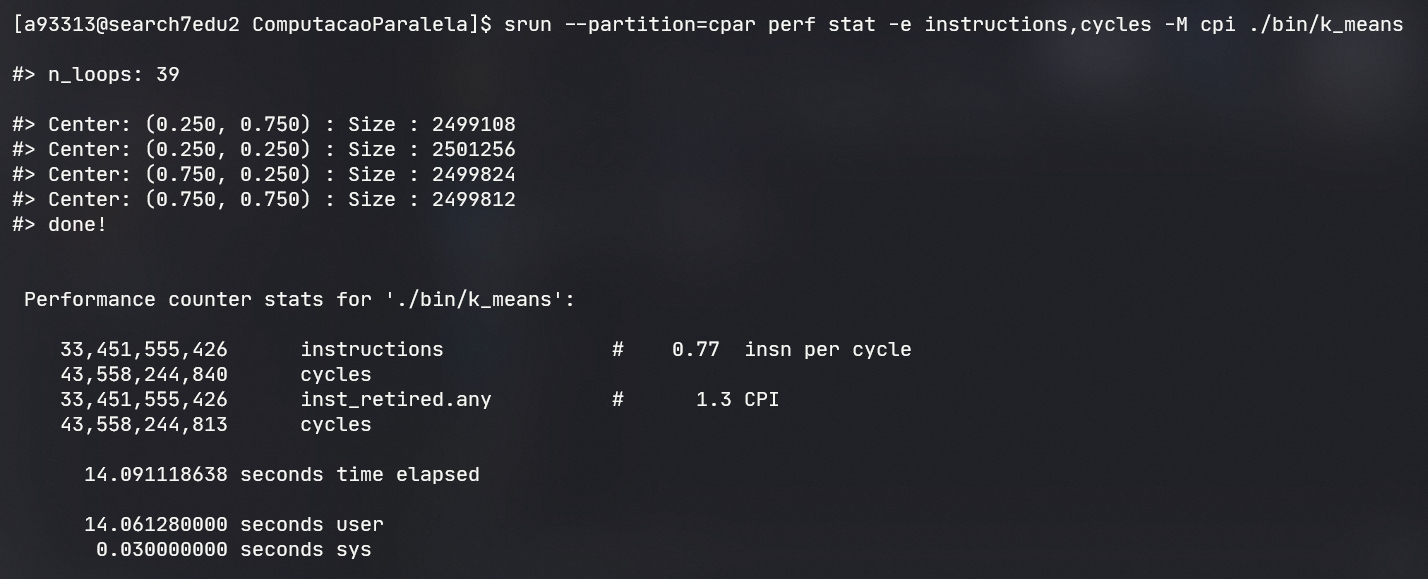 [a93313@search7edu2 ComputacaoParalela]$ srun --partition=cpar perf stat -e instructions,cycles -M cpi ./bin/k_means
#> n_loops: 39
#> Center: (0.250, 0.750) : Size : 2499108
#> Center: (0.250, 0.250) : Size : 2501256
#> Center: (0.750, 0.250) : Size : 2499824
#> Center: (0.750, 0.750) : Size : 2499812
#> done!
Performance counter stats for './bin/k_means':
33,451,555,426 instructions # 0.77 insn per cycle
43,558,244,840 cycles
33,451,555,426 inst_retired.any # 1.3 CPI
43,558,244,813 cycles
14.091118638 seconds time elapsed
14.061280000 seconds user
0.030000000 seconds sys